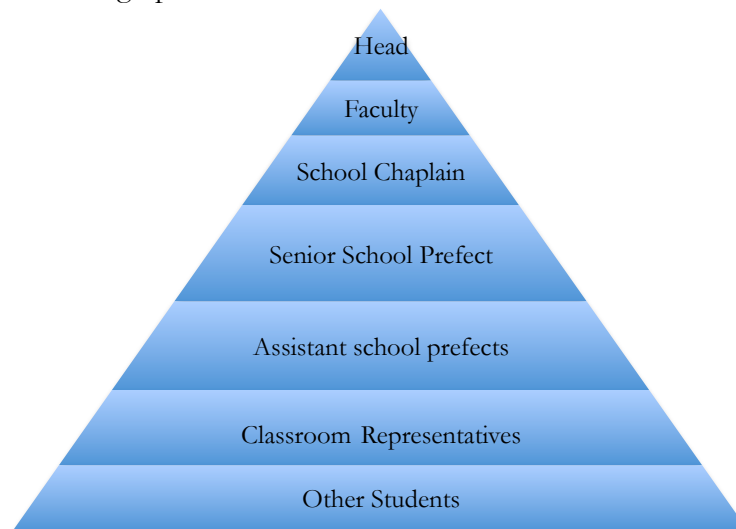 Head
Faculty
School Chaplain
Senior School Prefect
Assistant school prefects
Classroom Representatives
Other Students